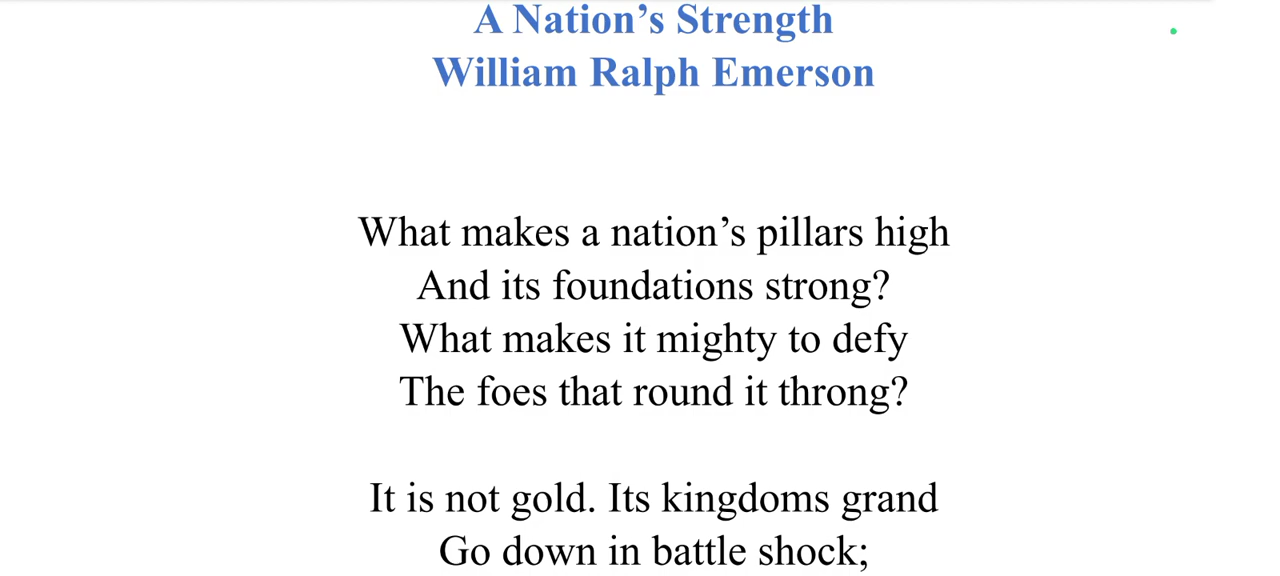 A Nation’s Strength
William Ralph Emerson
What makes a nation’s pillars high
And its foundations strong?
What makes it mighty to defy
The foes that round it throng?
It is not gold. Its kingdoms grand
Go down in battle shock;